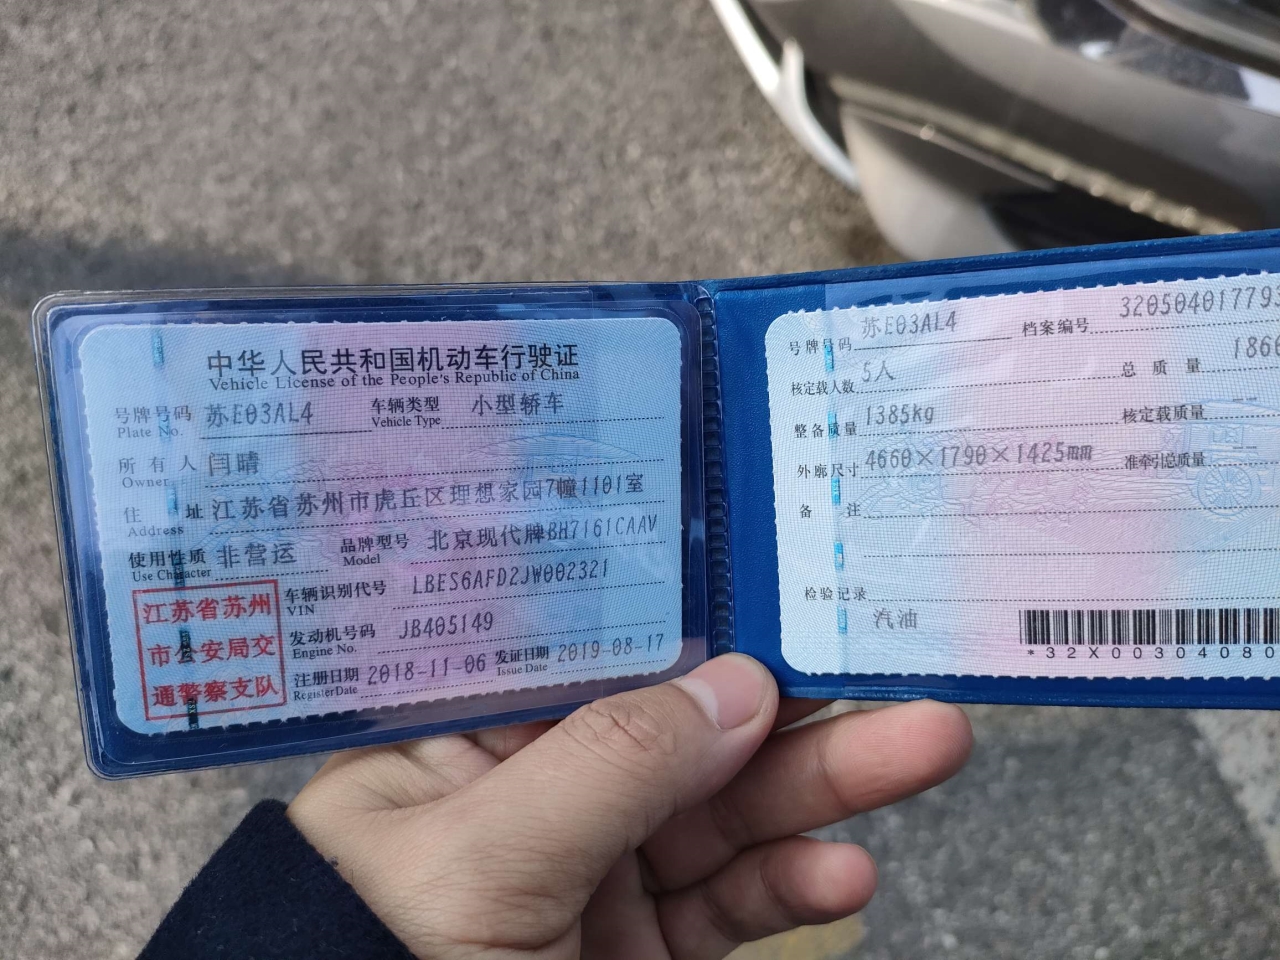 中华人民共和国机动车行驶证
Vehicle License of the People's Republic of China
号牌号码 苏E03AL4 车辆类型 小型轿车
Plate No. Vehicle Type
所有人 闫晴
Owner
住址 江苏省苏州市虎丘区理想家园7幢1101室
Address
使用性质 非营运 品牌型号 北京现代牌BH7161CAAV
Use Character Model
车辆识别代号 LBES6AFD2JW002321
VIN
发动机号码 JB405149
Engine No.
注册日期 2018-11-06 发证日期 2019-08-17
Register Date Issue Date
江苏省苏州
市公安局交
通警察支队
号牌号码 苏E03AL4 档案编号 32050401779
核定载人数 5人 总质量 186
整备质量 1385kg 核定载质量 --
外廓尺寸 4660×1790×1425mm 准牵引总质量 --
备注
检验记录
汽油
*32X00304080